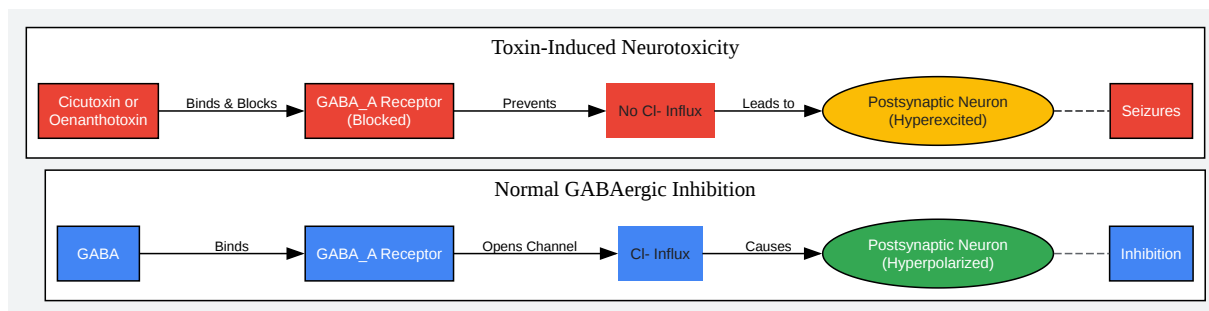 Toxin-Induced Neurotoxicity
Cicutoxin or
Oenanthotoxin
Binds & Blocks
GABA_A Receptor
(Blocked)
Prevents
No Cl- Influx
Leads to
Postsynaptic Neuron
(Hyperexcited)
Seizures
Normal GABAergic Inhibition
GABA
Binds
GABA_A Receptor
Opens Channel
Cl- Influx
Causes
Postsynaptic Neuron
(Hyperpolarized)
Inhibition